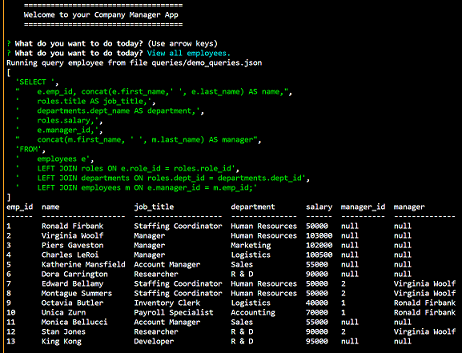 ===================================
Welcome to your Company Manager App
===================================
? What do you want to do today? (Use arrow keys)
? What do you want to do today? View all employees.
Running query employee from file queries/demo_queries.json
[
'SELECT ',
"    e.emp_id, concat(e.first_name,' ', e.last_name) AS name,",
'    roles.title AS job_title,',
'    departments.dept_name AS department,',
'    roles.salary,',
'    e.manager_id,',
"    concat(m.first_name, ' ', m.last_name) AS manager",
'FROM',
'    employees e',
'    LEFT JOIN roles ON e.role_id = roles.role_id',
'    LEFT JOIN departments ON roles.dept_id = departments.dept_id',
'    LEFT JOIN employees m ON e.manager_id = m.emp_id;'
]
emp_id name job_title department salary manager_id manager
------ ---- --------- ---------- ------ ---------- -------
1 Ronald Firbank Staffing Coordinator Human Resources 50000 null null
2 Virginia Woolf Manager Human Resources 103000 null null
3 Piers Gaveston Manager Marketing 102000 null null
4 Charles LeRoi Manager Logistics 100500 null null
5 Katherine Mansfield Account Manager Sales 55000 null null
6 Dora Carrington Researcher R & D 90000 null null
7 Edward Bellamy Staffing Coordinator Human Resources 50000 2 Virginia Woolf
8 Montague Summers Staffing Coordinator Human Resources 50000 2 Virginia Woolf
9 Octavia Butler Inventory Clerk Logistics 40000 1 Ronald Firbank
10 Unica Zurn Payroll Specialist Accounting 70000 1 Ronald Firbank
11 Monica Bellucci Account Manager Sales 55000 null null
12 Stan Jones Researcher R & D 90000 2 Virginia Woolf
13 King Kong Developer R & D 95000 null null